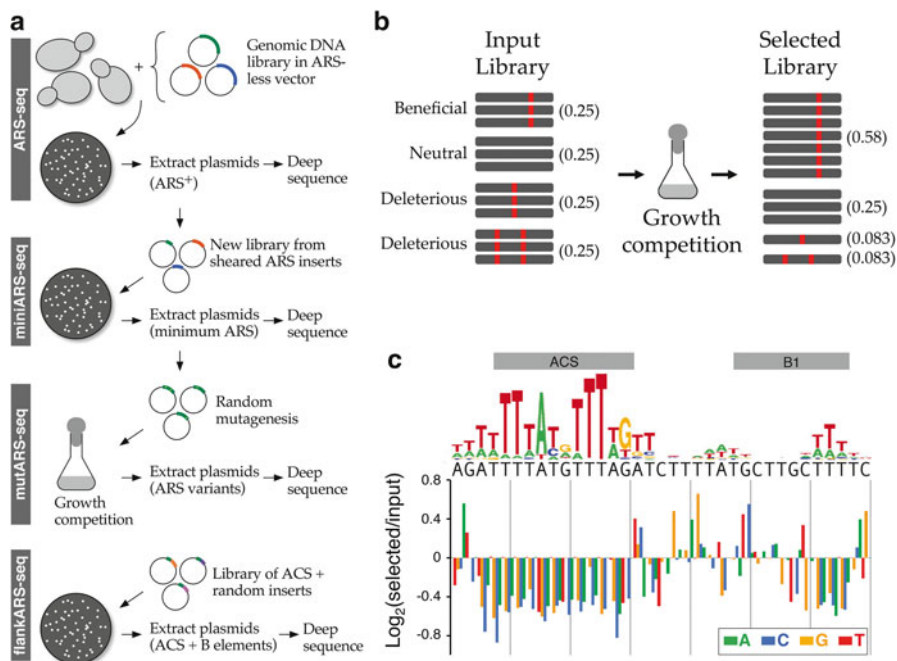 a
ARS-seq
Genomic DNA
library in ARS-
less vector
Extract plasmids
(ARS+)
Deep
sequence
miniARS-seq
New library from
sheared ARS inserts
Extract plasmids
(minimum ARS)
Deep
sequence
mutARS-seq
Random
mutagenesis
Growth
competition
Extract plasmids
(ARS variants)
Deep
sequence
flankARS-seq
Library of ACS +
random inserts
Extract plasmids
(ACS + B elements)
Deep
sequence
b
Input
Library
Selected
Library
Beneficial
(0.25)
Neutral
(0.25)
Deleterious
(0.25)
Deleterious
(0.25)
Growth
competition
(0.58)
(0.25)
(0.083)
(0.083)
c
ACS
B1
AGATTTTATGTTTAGATCTTTTATGCTTGCTTTTC
Log2(selected/input)
0.8
0.4
0
-0.4
-0.8
A C G T